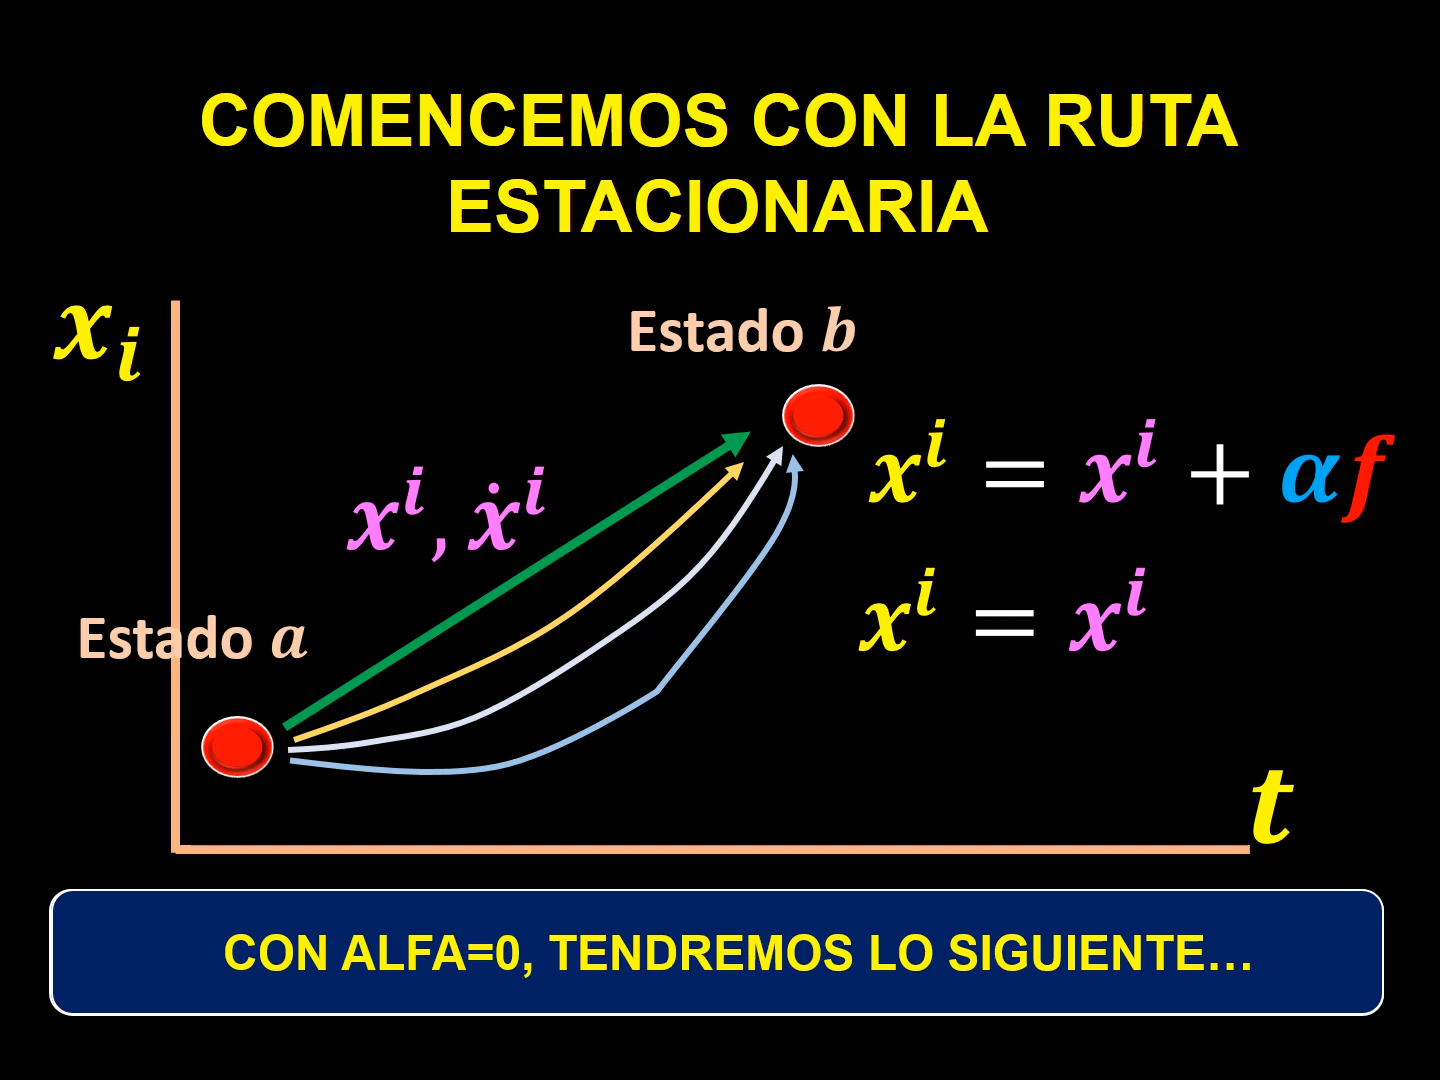 COMENCEMOS CON LA RUTA
ESTACIONARIA
xᵢ
Estado b
xⁱ = xⁱ + αf
xⁱ, ẋⁱ
xⁱ = xⁱ
Estado a
t
CON ALFA=0, TENDREMOS LO SIGUIENTE…